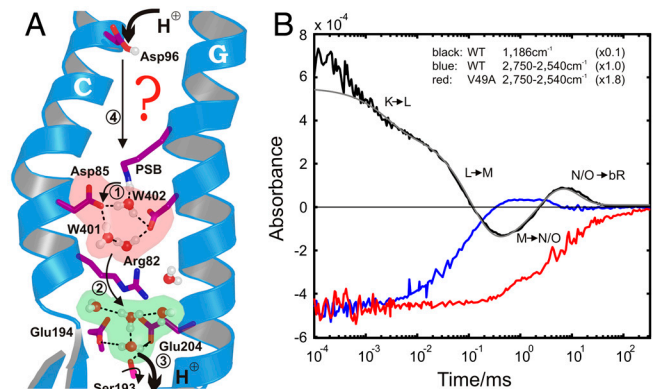 A
H⊕
Asp96
G
C
?
④
Asp85
PSB
①
W402
W401
Arg82
②
Glu194
Glu204
③
Ser193
H⊕
B
x 10⁻⁴
8
6
4
2
0
-2
-4
-6
Absorbance
black: WT 1,186cm⁻¹ (x0.1)
blue: WT 2,750-2,540cm⁻¹ (x1.0)
red: V49A 2,750-2,540cm⁻¹ (x1.8)
K→L
L→M
N/O→bR
M→N/O
10⁻⁴ 10⁻³ 10⁻² 10⁻¹ 10⁰ 10¹ 10²
Time/ms